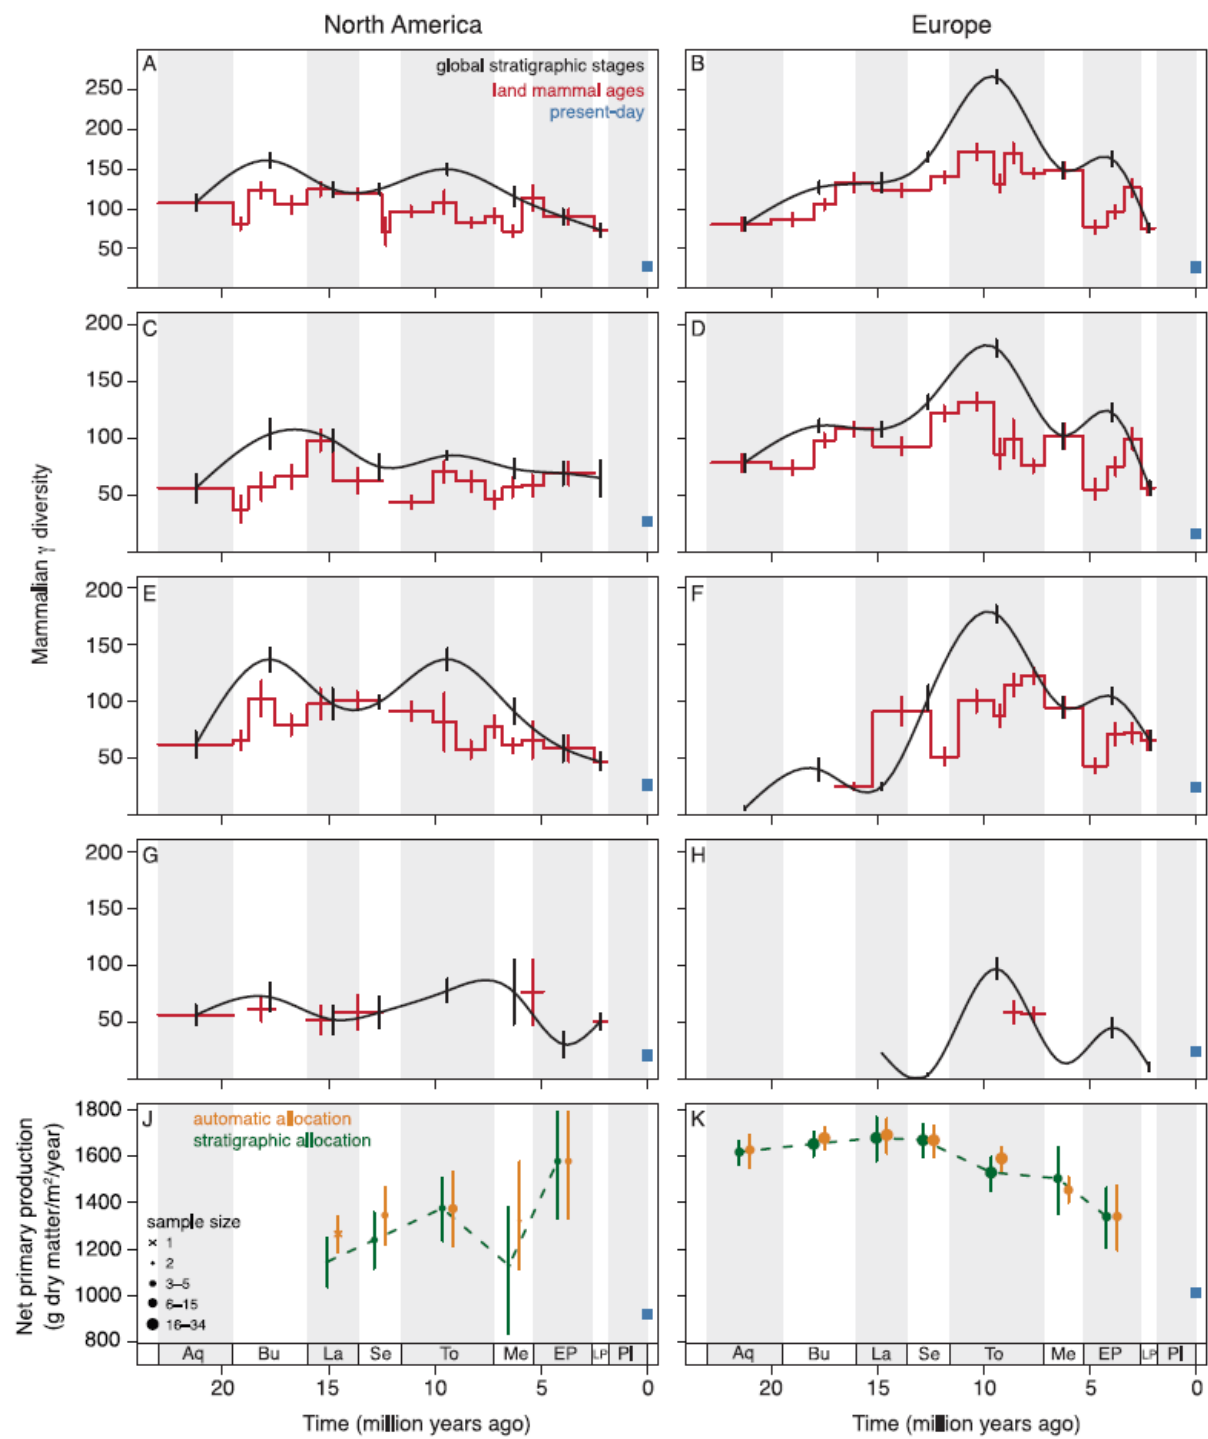 North America
Europe
A
global stratigraphic stages
land mammal ages
present-day
250
200
150
100
50
B
C
200
150
100
50
D
E
200
150
100
50
F
G
200
150
100
50
H
Mammalian γ diversity
J
automatic allocation
stratigraphic allocation
sample size
1
2
3–5
6–15
16–34
1800
1600
1400
1200
1000
800
Net primary production
(g dry matter/m²/year)
K
Aq Bu La Se To Me EP LP Pl
Aq Bu La Se To Me EP LP Pl
20 15 10 5 0
20 15 10 5 0
Time (million years ago)
Time (million years ago)